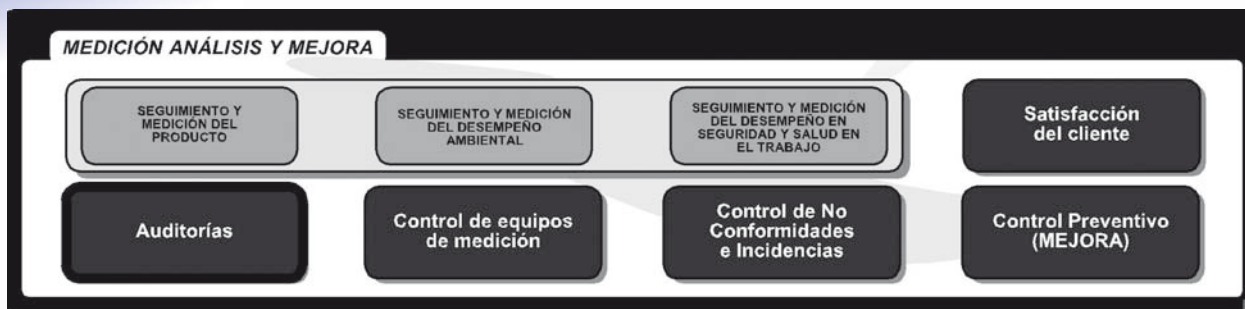 MEDICIÓN ANÁLISIS Y MEJORA
SEGUIMIENTO Y
MEDICIÓN DEL
PRODUCTO
SEGUIMIENTO Y MEDICIÓN
DEL DESEMPEÑO
AMBIENTAL
SEGUIMIENTO Y MEDICIÓN
DEL DESEMPEÑO EN
SEGURIDAD Y SALUD EN
EL TRABAJO
Satisfacción
del cliente
Auditorías
Control de equipos
de medición
Control de No
Conformidades
e Incidencias
Control Preventivo
(MEJORA)